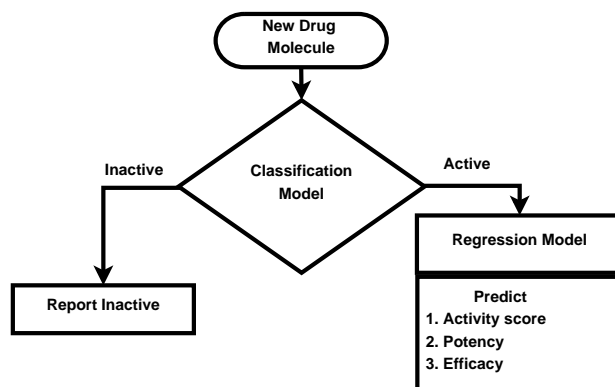 New Drug
Molecule
Inactive
Classification
Model
Active
Regression Model
Report Inactive
Predict
1. Activity score
2. Potency
3. Efficacy